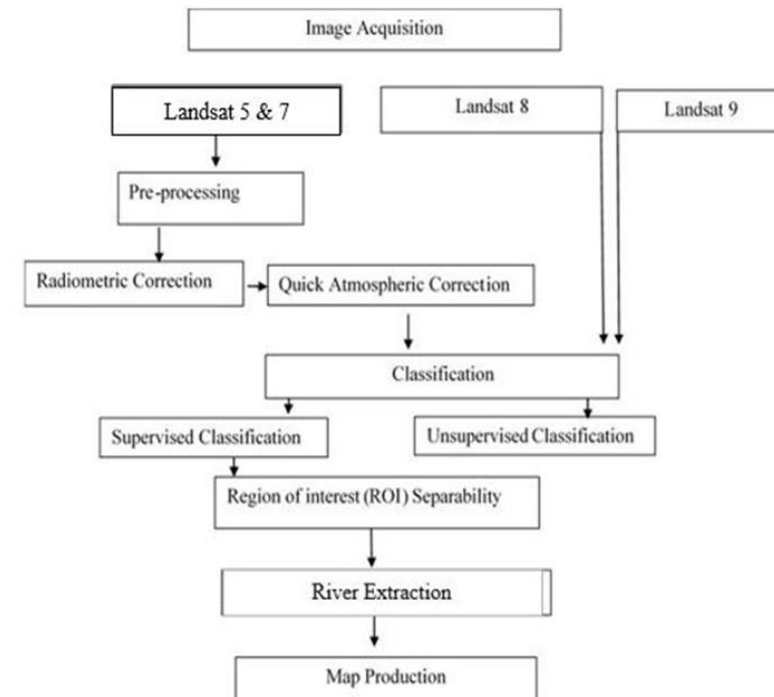 Image Acquisition
Landsat 5 & 7
Landsat 8
Landsat 9
Pre-processing
Radiometric Correction
Quick Atmospheric Correction
Classification
Supervised Classification
Unsupervised Classification
Region of interest (ROI) Separability
River Extraction
Map Production